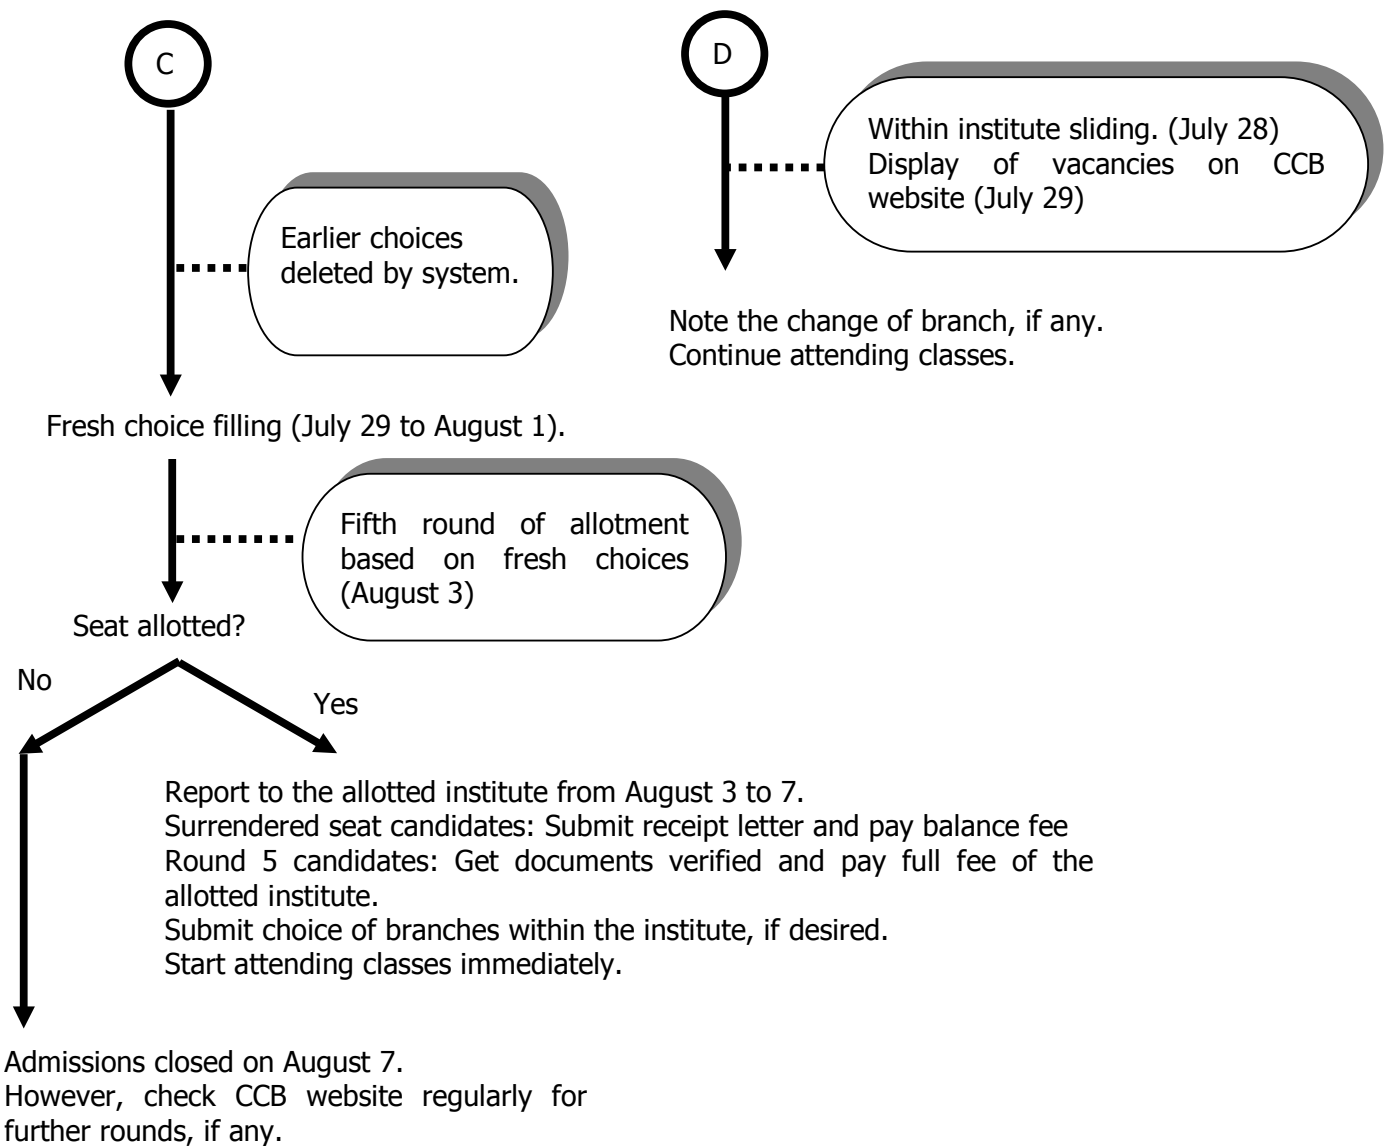 C
Earlier choices
deleted by system.
Fresh choice filling (July 29 to August 1).
Fifth round of allotment
based on fresh choices
(August 3)
Seat allotted?
No
Yes
Report to the allotted institute from August 3 to 7.
Surrendered seat candidates: Submit receipt letter and pay balance fee
Round 5 candidates: Get documents verified and pay full fee of the
allotted institute.
Submit choice of branches within the institute, if desired.
Start attending classes immediately.
Admissions closed on August 7.
However, check CCB website regularly for
further rounds, if any.
D
Within institute sliding. (July 28)
Display of vacancies on CCB
website (July 29)
Note the change of branch, if any.
Continue attending classes.